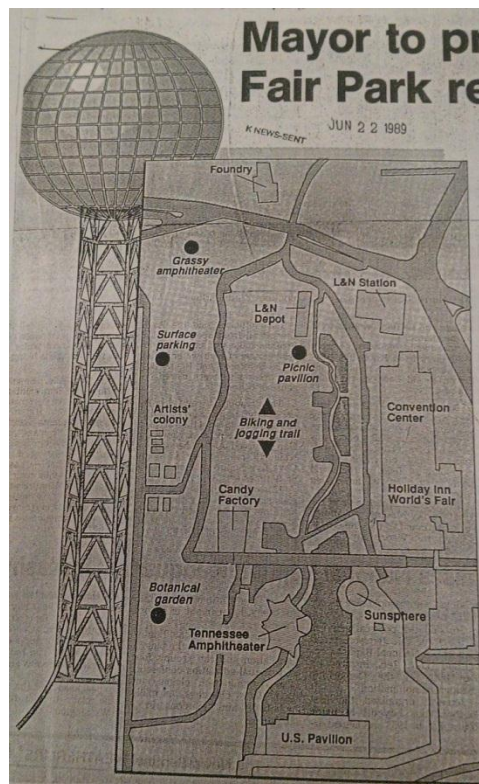 Mayor to pr
Fair Park re
K NEWS-SENT
JUN 22 1989
Foundry
Grassy
amphitheater
L&N Station
L&N
Depot
Surface
parking
Picnic
pavilion
Artists'
colony
Biking and
jogging trail
Convention
Center
Candy
Factory
Holiday Inn
World's Fair
Botanical
garden
Sunsphere
Tennessee
Amphitheater
U.S. Pavilion